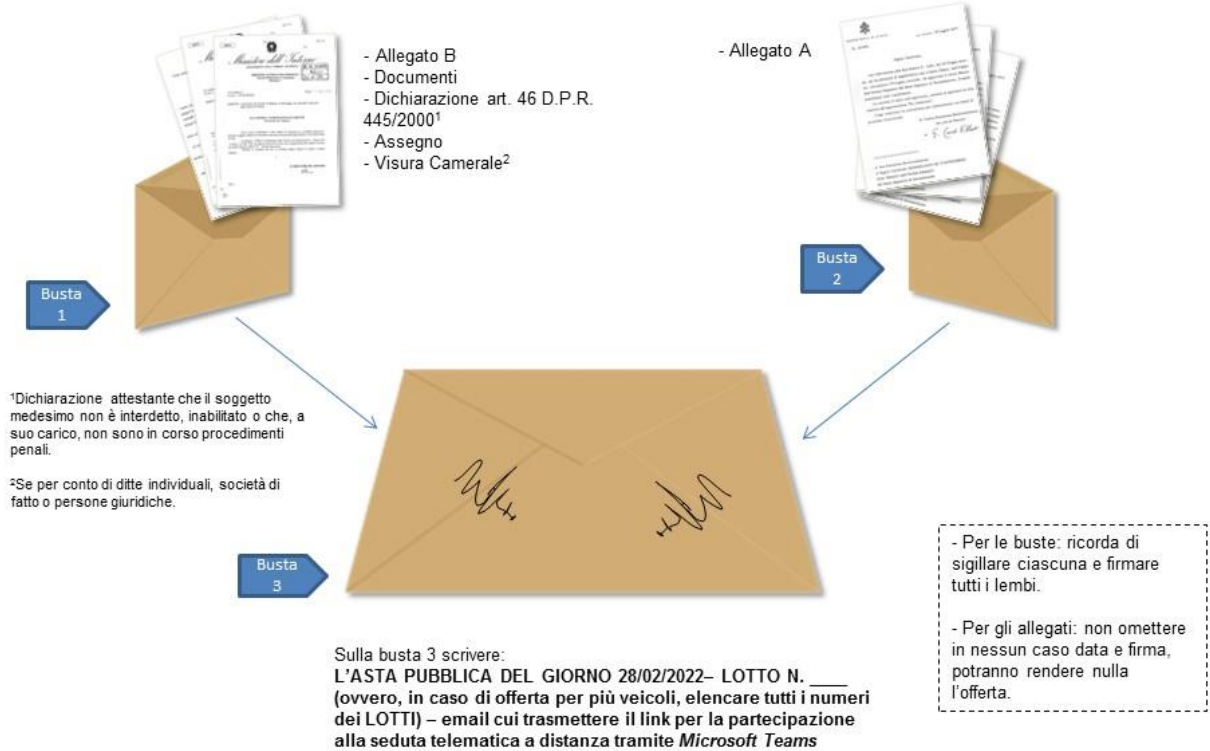 Ministero dell'Interno
- Allegato B
- Documenti
- Dichiarazione art. 46 D.P.R.
445/2000¹
- Assegno
- Visura Camerale²
- Allegato A
Busta
1
Busta
2
¹Dichiarazione attestante che il soggetto
medesimo non è interdetto, inabilitato o che, a
suo carico, non sono in corso procedimenti
penali.
²Se per conto di ditte individuali, società di
fatto o persone giuridiche.
Busta
3
- Per le buste: ricorda di
sigillare ciascuna e firmare
tutti i lembi.
- Per gli allegati: non omettere
in nessun caso data e firma,
potranno rendere nulla
l'offerta.
Sulla busta 3 scrivere:
L'ASTA PUBBLICA DEL GIORNO 28/02/2022– LOTTO N. ____
(ovvero, in caso di offerta per più veicoli, elencare tutti i numeri
dei LOTTI) – email cui trasmettere il link per la partecipazione
alla seduta telematica a distanza tramite Microsoft Teams